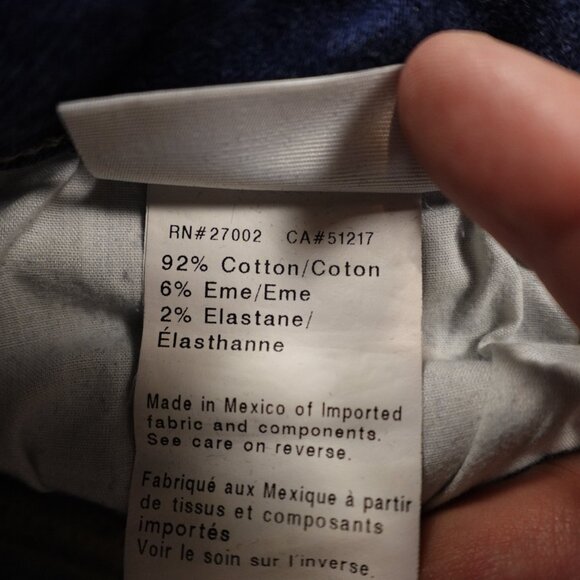 RN#27002 CA#51217
92% Cotton/Coton
6% Eme/Eme
2% Elastane/
Élasthanne
Made in Mexico of Imported
fabric and components.
See care on reverse.
Fabriqué aux Mexique à partir
de tissus et composants
importés
Voir le soin sur l'inverse.